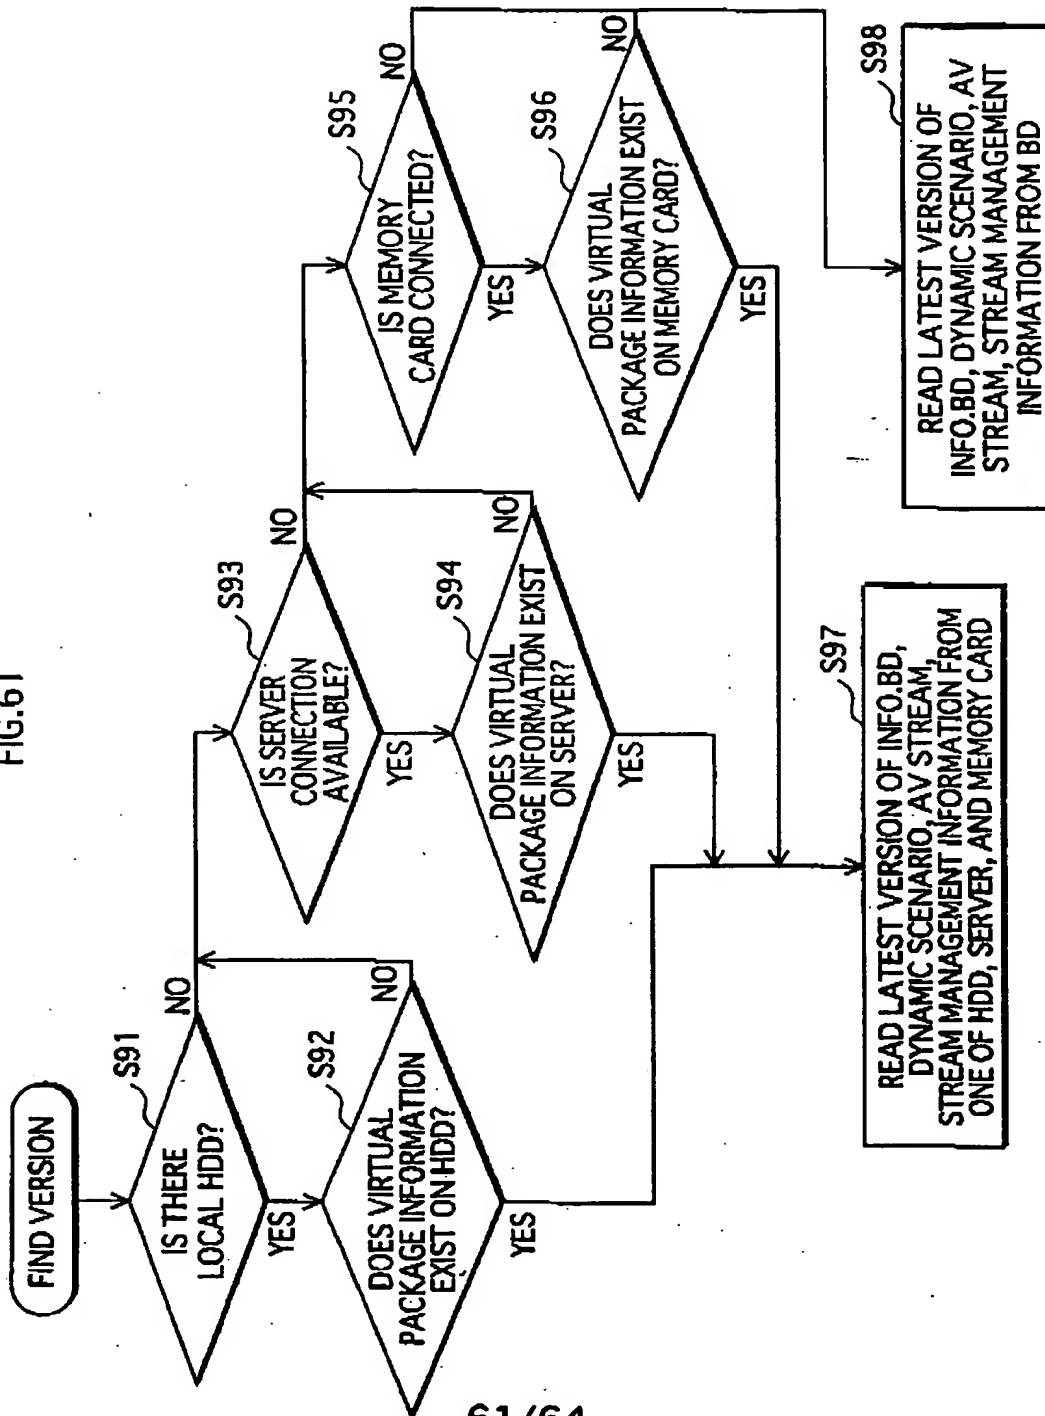 FIG.61
FIND VERSION
S91
IS THERE
LOCAL HDD?
NO
YES
S92
DOES VIRTUAL
PACKAGE INFORMATION
EXIST ON HDD?
NO
YES
S93
IS SERVER
CONNECTION
AVAILABLE?
NO
YES
S94
DOES VIRTUAL
PACKAGE INFORMATION EXIST
ON SERVER?
NO
YES
S95
IS MEMORY
CARD CONNECTED?
NO
YES
S96
DOES VIRTUAL
PACKAGE INFORMATION EXIST
ON MEMORY CARD?
NO
YES
S97
READ LATEST VERSION OF INFO.BD,
DYNAMIC SCENARIO, AV STREAM,
STREAM MANAGEMENT INFORMATION FROM
ONE OF HDD, SERVER, AND MEMORY CARD
S98
READ LATEST VERSION OF
INFO.BD, DYNAMIC SCENARIO, AV
STREAM, STREAM MANAGEMENT
INFORMATION FROM BD
61/64